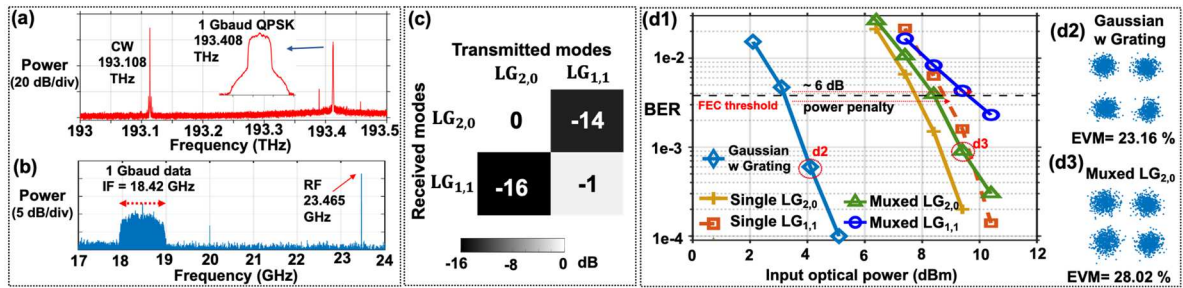 (a)
1 Gbaud QPSK
193.408
THz
CW
193.108
THz
Power
(20 dB/div)
193 193.1 193.2 193.3 193.4 193.5
Frequency (THz)
(b)
1 Gbaud data
IF = 18.42 GHz
RF
23.465
GHz
Power
(5 dB/div)
17 18 19 20 21 22 23 24
Frequency (GHz)
(c)
Transmitted modes
LG2,0 LG1,1
Received modes
LG2,0 0 -14
LG1,1 -16 -1
-16 -8 0 dB
(d1)
BER
1e-2
1e-3
1e-4
~ 6 dB
power penalty
FEC threshold
d2
d3
Gaussian
w Grating
Single LG2,0
Muxed LG2,0
Single LG1,1
Muxed LG1,1
0 2 4 6 8 10 12
Input optical power (dBm)
(d2)
Gaussian
w Grating
EVM= 23.16 %
(d3)
Muxed LG2,0
EVM= 28.02 %